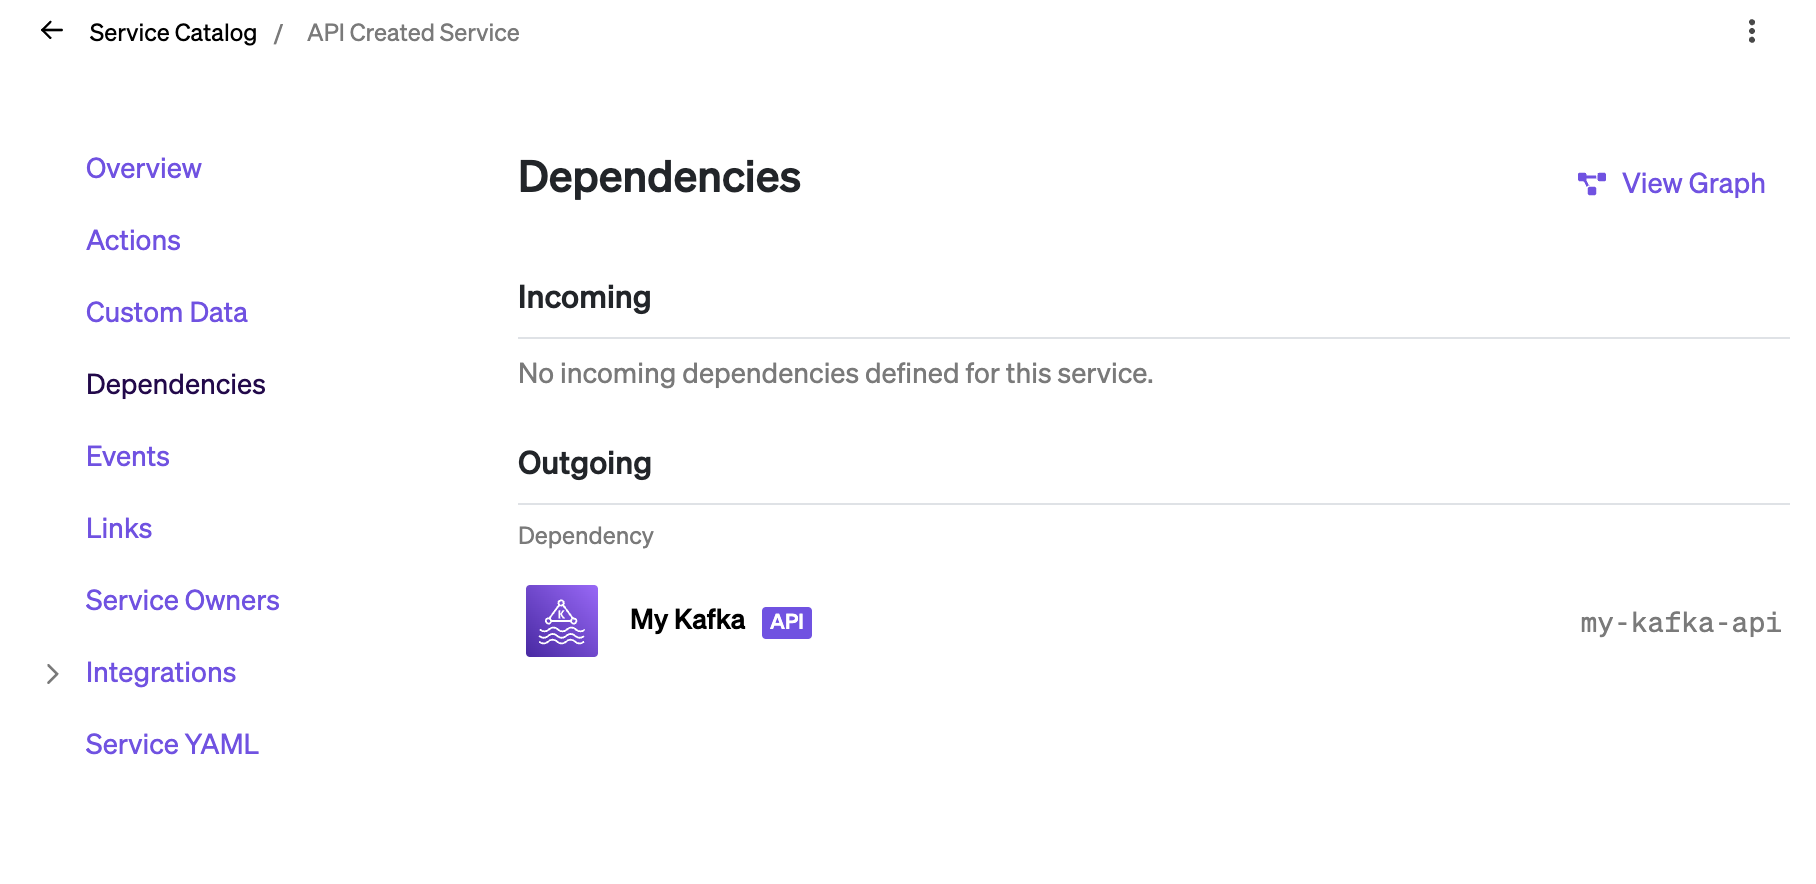 Service Catalog / API Created Service
Overview
Actions
Custom Data
Dependencies
Events
Links
Service Owners
Integrations
Service YAML
Dependencies
View Graph
Incoming
No incoming dependencies defined for this service.
Outgoing
Dependency
K
My Kafka API
my-kafka-api